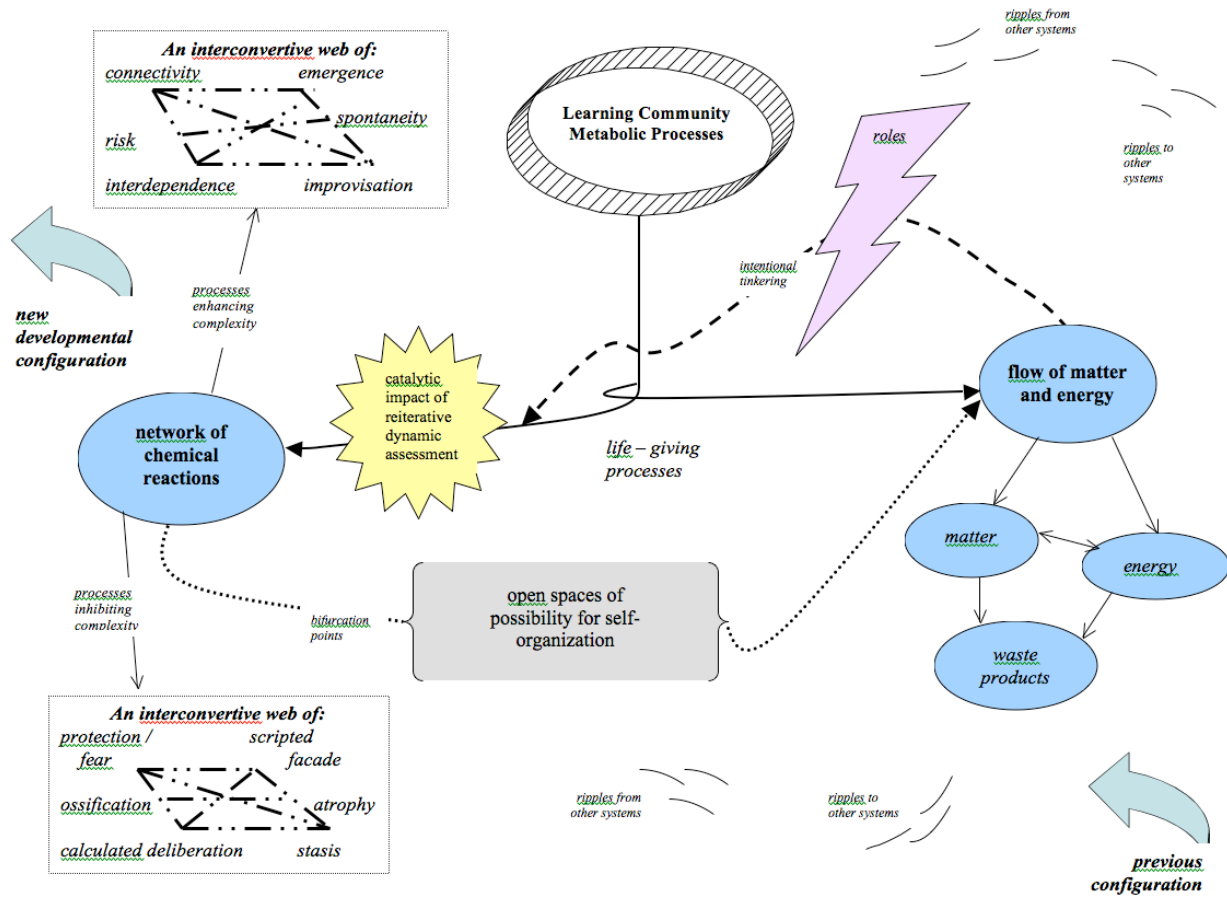 An interconvertive web of:
connectivity emergence
spontaneity
risk
interdependence improvisation
Learning Community
Metabolic Processes
ripples from
other systems
roles
ripples to
other
systems
intentional
tinkering
new
developmental
configuration
processes
enhancing
complexity
catalytic
impact of
reiterative
dynamic
assessment
network of
chemical
reactions
flow of matter
and energy
life – giving
processes
matter
energy
waste
products
processes
inhibiting
complexity
bifurcation
points
open spaces of
possibility for self-
organization
An interconvertive web of:
protection / scripted
fear facade
ossification atrophy
calculated deliberation stasis
ripples from
other systems
ripples to
other systems
previous
configuration